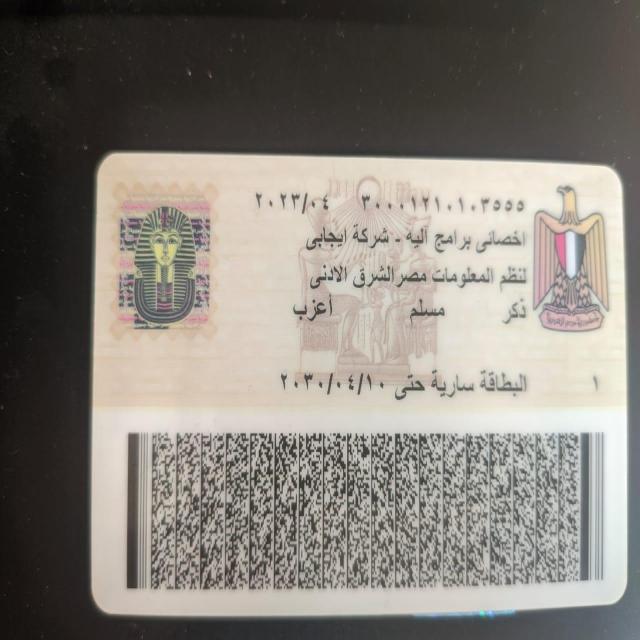 ٣٠٠٠١٢١٠١٠٣٥٥٥ ٢٠٢٣/٠٤
اخصائى برامج آليه - شركة ايجابى
لنظم المعلومات مصرالشرق الادنى
ذكر مسلم أعزب
١ البطاقة سارية حتى ٢٠٣٠/٠٤/١٠